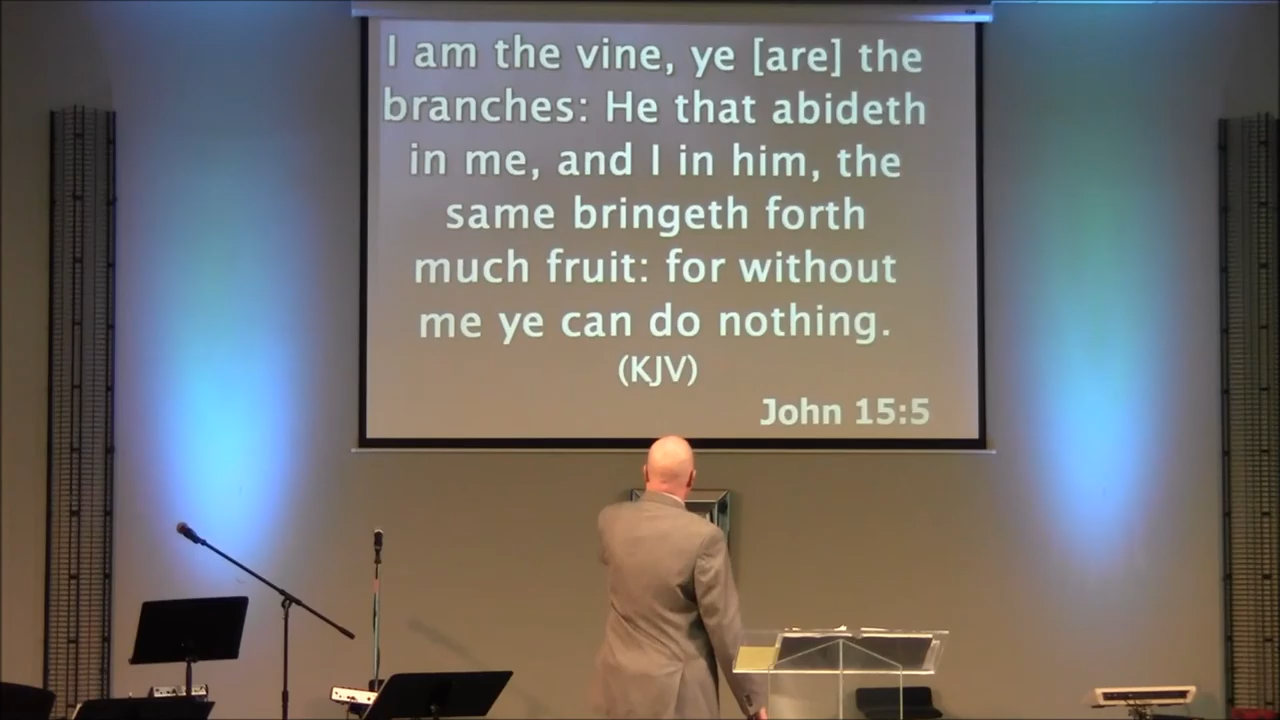 I am the vine, ye [are] the
branches: He that abideth
in me, and I in him, the
same bringeth forth
much fruit: for without
me ye can do nothing.
(KJV)
John 15:5